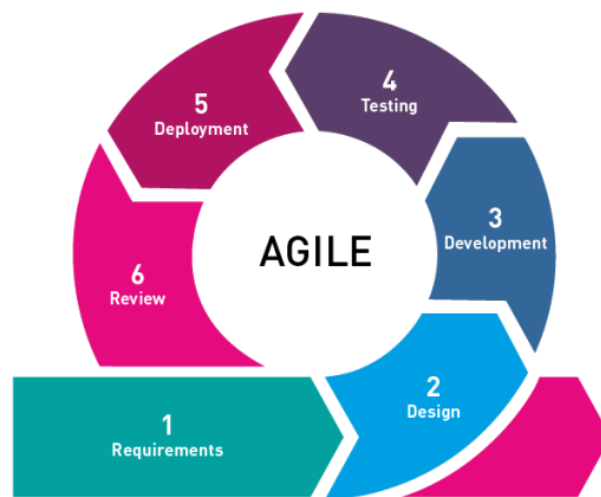 AGILE
1
Requirements
2
Design
3
Development
4
Testing
5
Deployment
6
Review